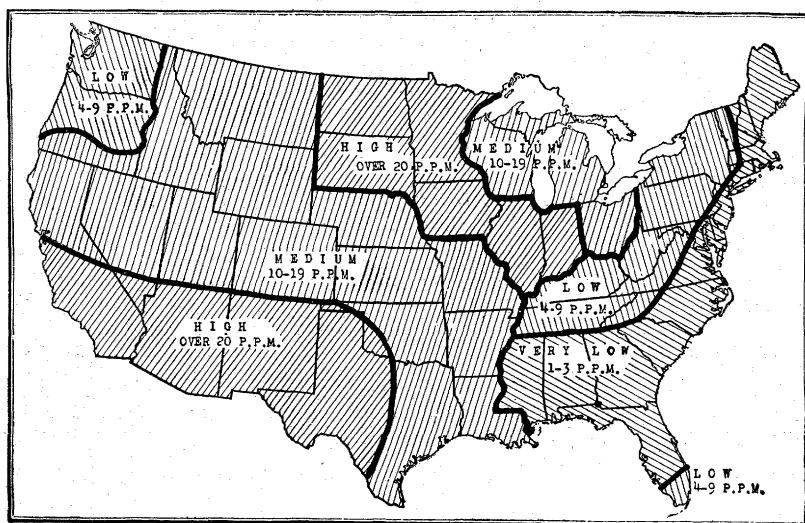 LOW
4-9 P.P.M.
HIGH
OVER 20 P.P.M.
MEDIUM
10-19 P.P.M.
MEDIUM
10-19 P.P.M.
LOW
4-9 P.P.M.
HIGH
OVER 20 P.P.M.
VERY LOW
1-3 P.P.M.
LOW
4-9 P.P.M.